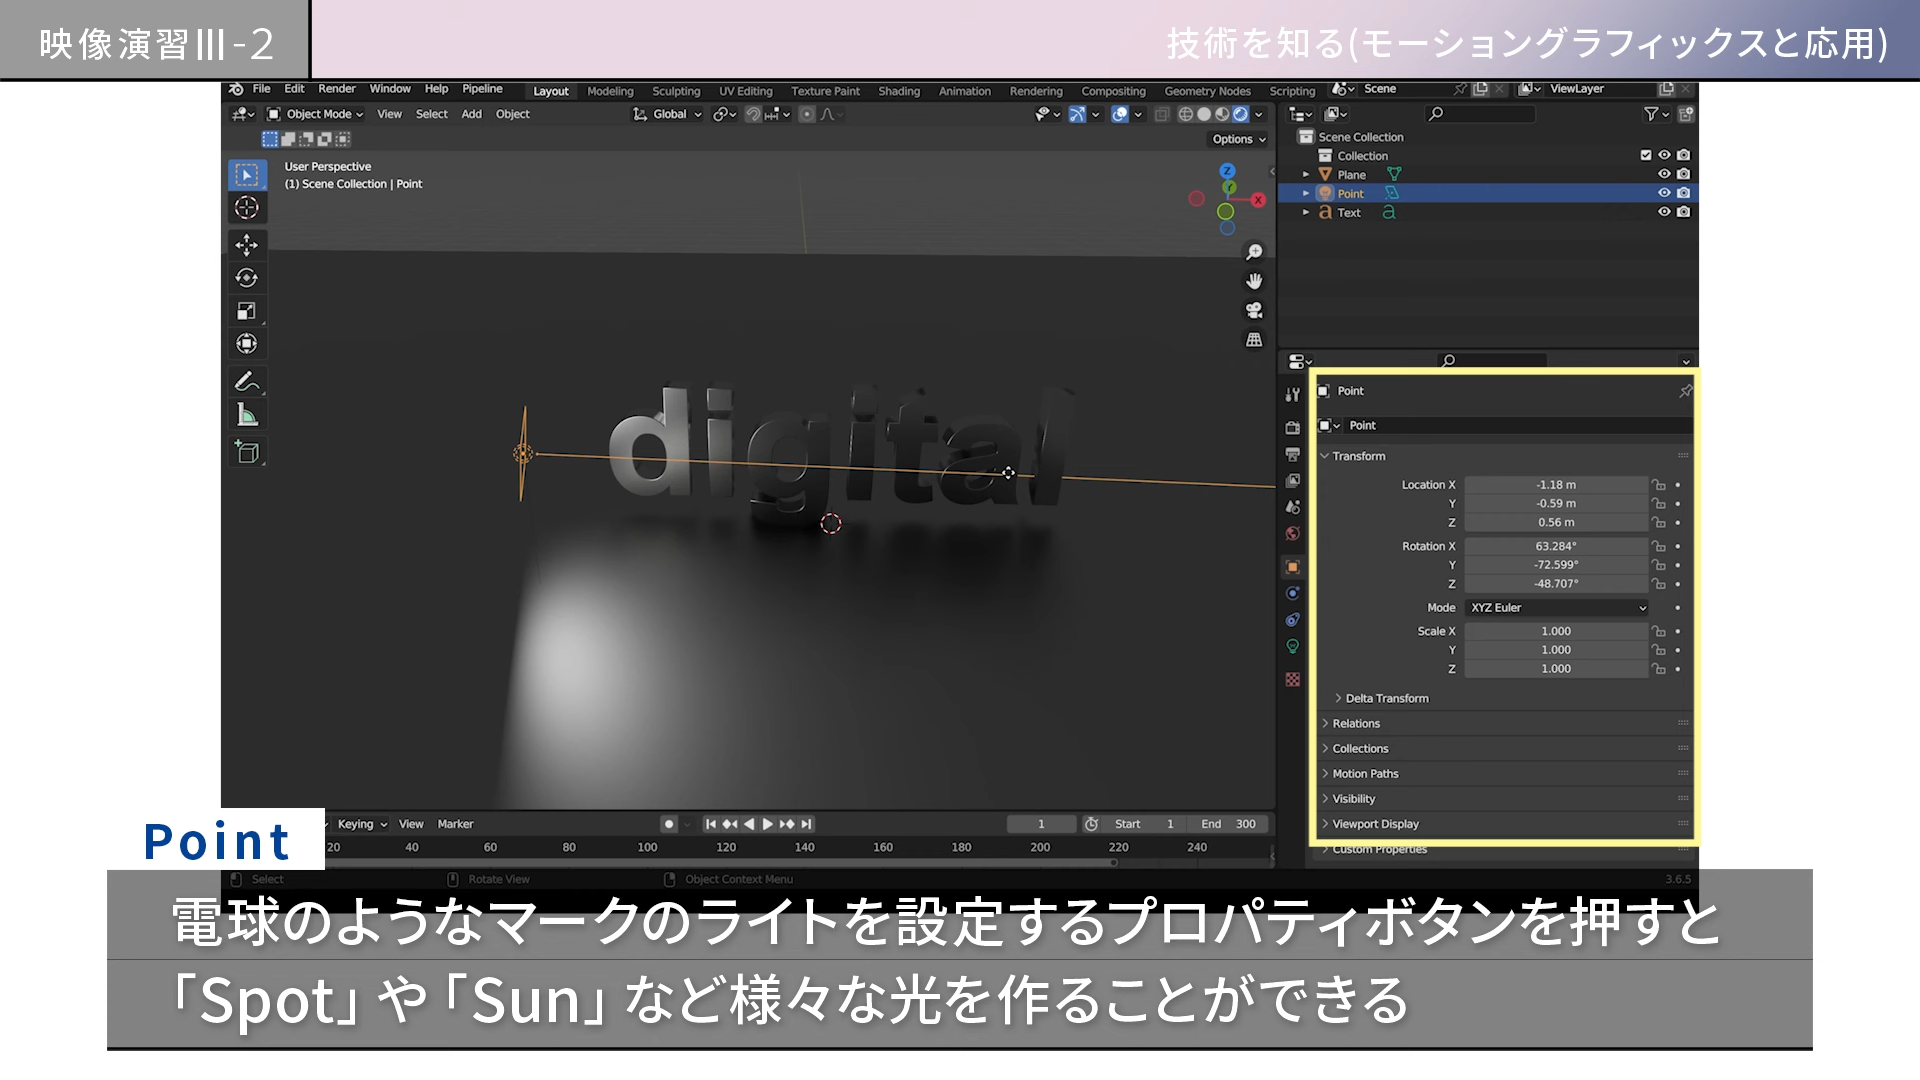 映像演習Ⅲ-2
技術を知る(モーショングラフィックスと応用)
File Edit Render Window Help Pipeline Layout Modeling Sculpting UV Editing Texture Paint Shading Animation Rendering Compositing Geometry Nodes Scripting Scene ViewLayer
Object Mode View Select Add Object Global
Options
User Perspective
(1) Scene Collection | Point
Z
Y
X
digital
Scene Collection
Collection
Plane
Point
Text
Point
Point
Transform
Location X -1.18 m
Y -0.59 m
Z 0.56 m
Rotation X 63.284°
Y -72.599°
Z -48.707°
Mode XYZ Euler
Scale X 1.000
Y 1.000
Z 1.000
Delta Transform
Relations
Collections
Motion Paths
Visibility
Viewport Display
Custom Properties
Keying View Marker 1 Start 1 End 300
20 40 60 80 100 120 140 160 180 200 220 240
Select Rotate View Object Context Menu 3.6.5
Point
電球のようなマークのライトを設定するプロパティボタンを押すと
「Spot」や「Sun」など様々な光を作ることができる